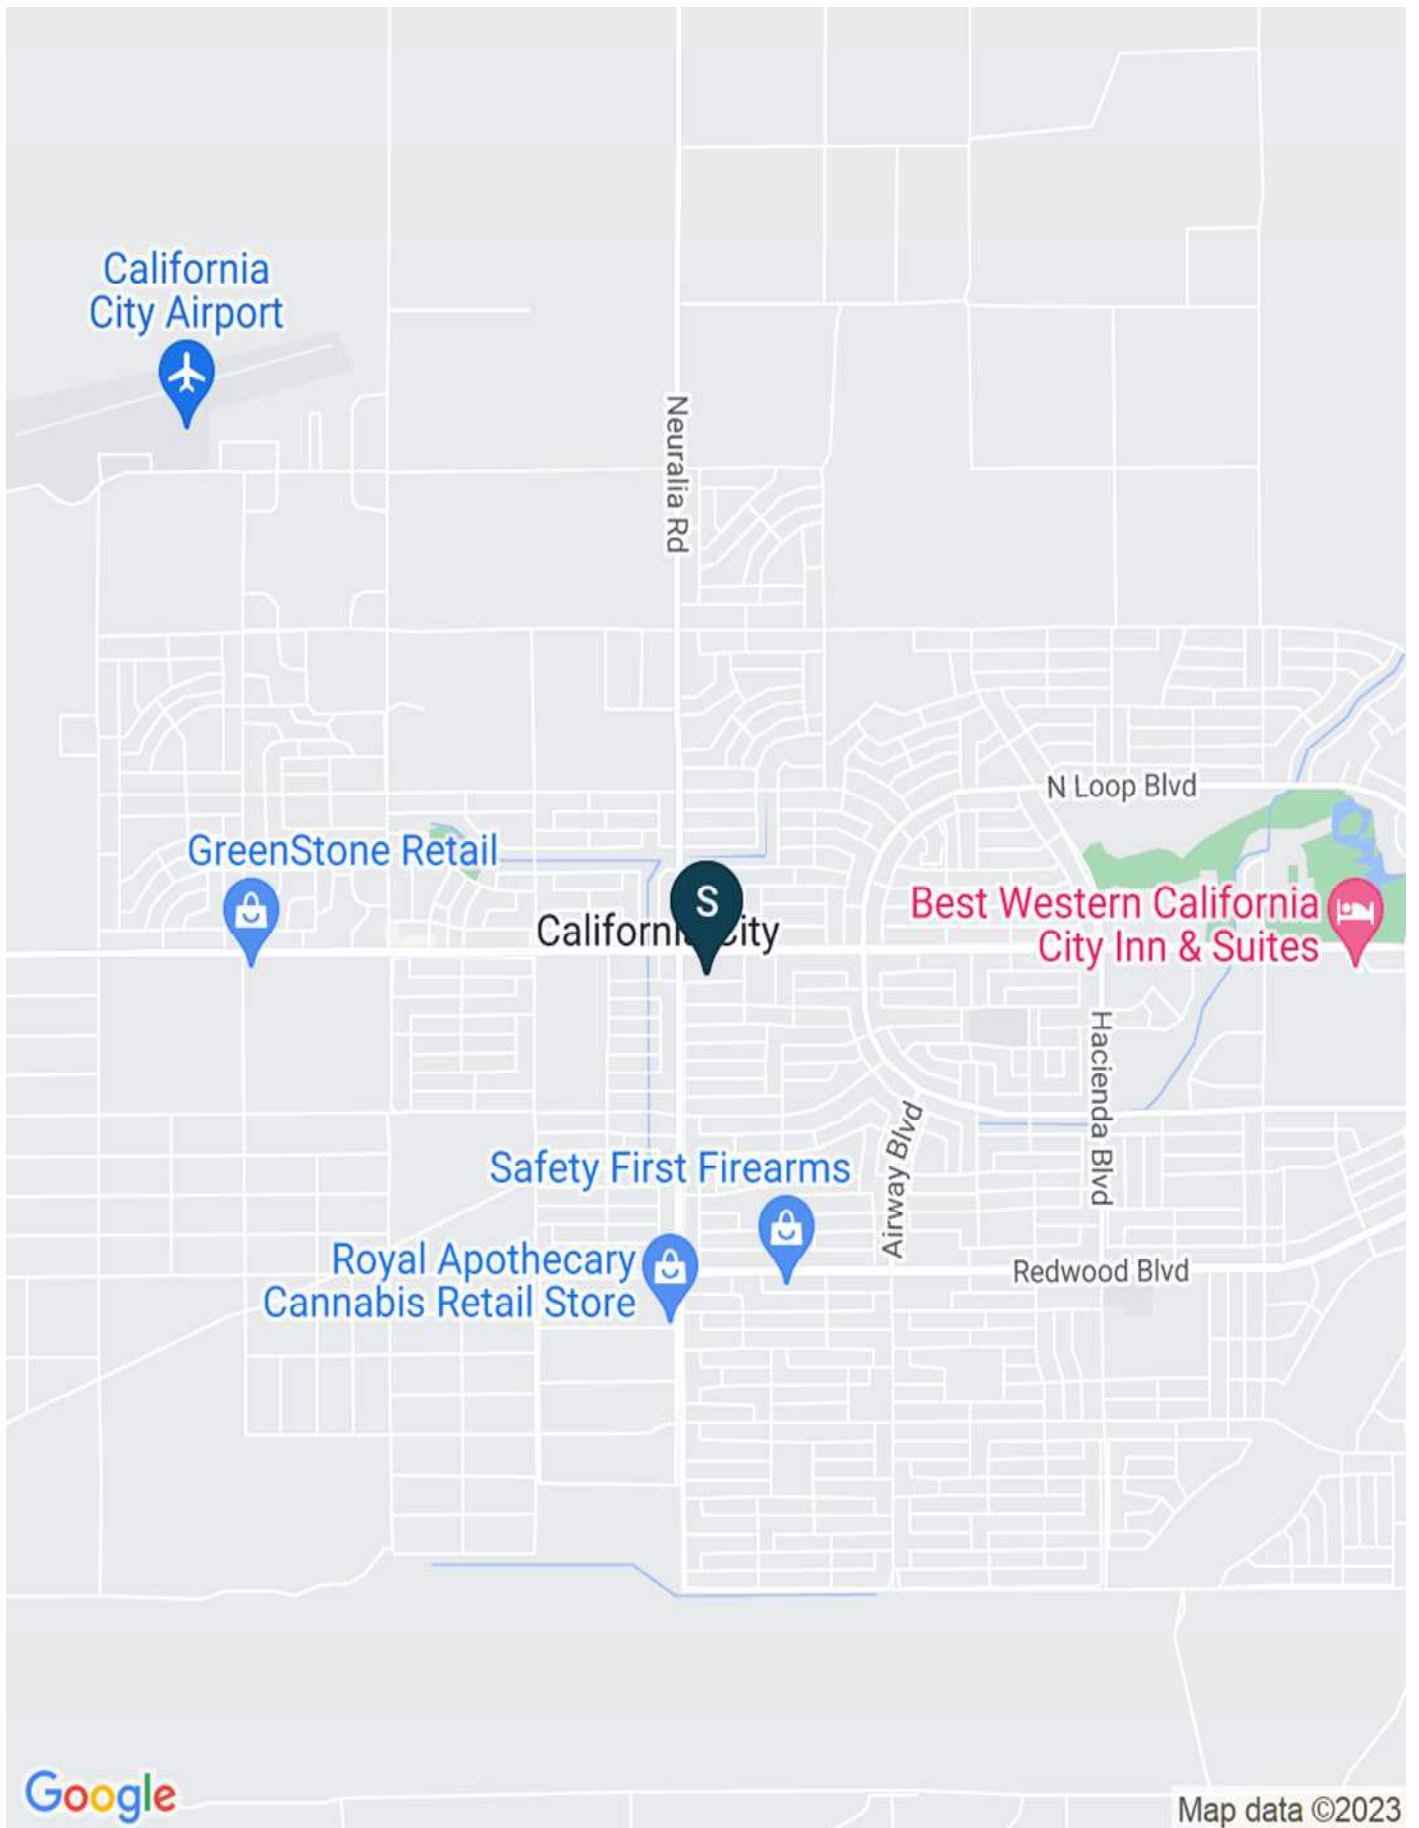 California
City Airport
Neuralia Rd
N Loop Blvd
GreenStone Retail
S
California City
Best Western California
City Inn & Suites
Hacienda Blvd
Airway Blvd
Safety First Firearms
Royal Apothecary
Cannabis Retail Store
Redwood Blvd
Google
Map data ©2023